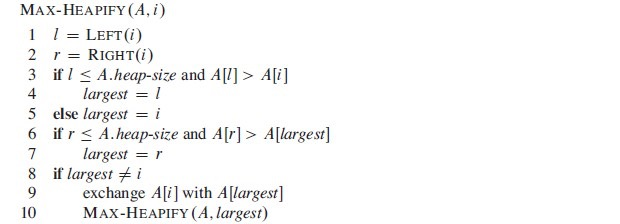 MAX-HEAPIFY(A, i)
1 l = LEFT(i)
2 r = RIGHT(i)
3 if l ≤ A.heap-size and A[l] > A[i]
4 largest = l
5 else largest = i
6 if r ≤ A.heap-size and A[r] > A[largest]
7 largest = r
8 if largest ≠ i
9 exchange A[i] with A[largest]
10 MAX-HEAPIFY(A, largest)